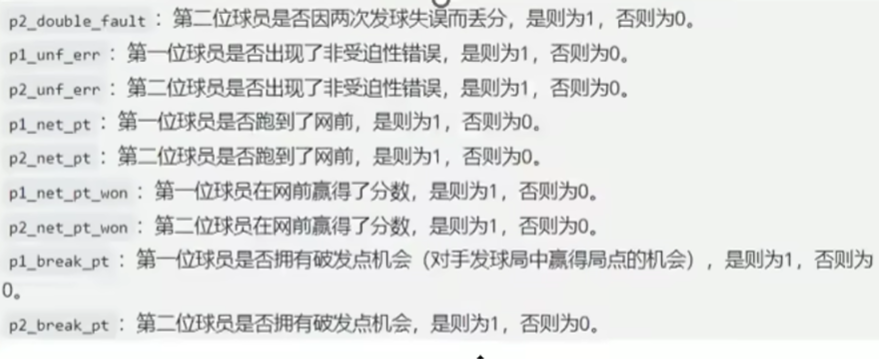 p2_double_fault：第二位球员是否因两次发球失误而丢分，是则为1，否则为0。
p1_unf_err：第一位球员是否出现了非受迫性错误，是则为1，否则为0。
p2_unf_err：第二位球员是否出现了非受迫性错误，是则为1，否则为0。
p1_net_pt：第一位球员是否跑到了网前，是则为1，否则为0。
p2_net_pt：第二位球员是否跑到了网前，是则为1，否则为0。
p1_net_pt_won：第一位球员在网前赢得了分数，是则为1，否则为0。
p2_net_pt_won：第二位球员在网前赢得了分数，是则为1，否则为0。
p1_break_pt：第一位球员是否拥有破发点机会（对手发球局中赢得局点的机会），是则为1，否则为
0。
p2_break_pt：第二位球员是否拥有破发点机会，是则为1，否则为0。